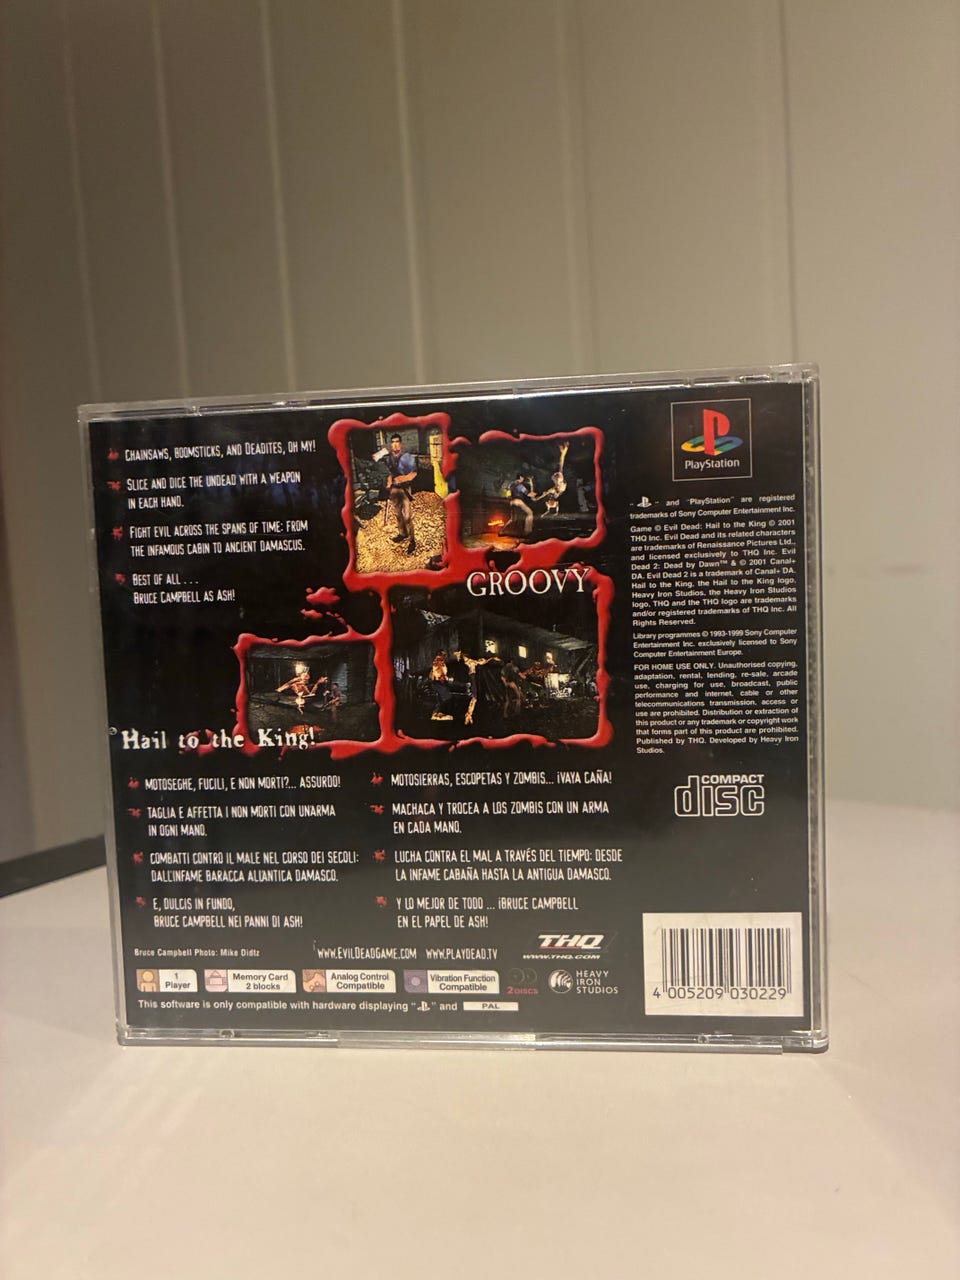 CHAINSAWS, BOOMSTICKS, AND DEADITES, OH MY!
SLICE AND DICE THE UNDEAD WITH A WEAPON
IN EACH HAND.
FIGHT EVIL ACROSS THE SPANS OF TIME: FROM
THE INFAMOUS CABIN TO ANCIENT DAMASCUS.
BEST OF ALL . . .
BRUCE CAMPBELL AS ASH!
GROOVY
Hail to the King!
MOTOSEGHE, FUCILI, E NON MORTI?... ASSURDO!
TAGLIA E AFFETTA I NON MORTI CON UN'ARMA
IN OGNI MANO.
COMBATTI CONTRO IL MALE NEL CORSO DEI SECOLI:
DALL'INFAME BARACCA ALL'ANTICA DAMASCO.
E, DULCIS IN FUNDO,
BRUCE CAMPBELL NEI PANNI DI ASH!
MOTOSIERRAS, ESCOPETAS Y ZOMBIS... ¡VAYA CAÑA!
MACHACA Y TROCEA A LOS ZOMBIS CON UN ARMA
EN CADA MANO.
LUCHA CONTRA EL MAL A TRAVÉS DEL TIEMPO: DESDE
LA INFAME CABAÑA HASTA LA ANTIGUA DAMASCO.
Y LO MEJOR DE TODO ... ¡BRUCE CAMPBELL
EN EL PAPEL DE ASH!
PlayStation
" " and "PlayStation" are registered
trademarks of Sony Computer Entertainment Inc.
Game © Evil Dead: Hail to the King © 2001
THQ Inc. Evil Dead and its related characters
are trademarks of Renaissance Pictures Ltd.,
and licensed exclusively to THQ Inc. Evil
Dead 2: Dead by Dawn™ & © 2001 Canal+
DA. Evil Dead 2 is a trademark of Canal+ DA.
Hail to the King, the Hail to the King logo,
Heavy Iron Studios, the Heavy Iron Studios
logo, THQ and the THQ logo are trademarks
and/or registered trademarks of THQ Inc. All
Rights Reserved.
Library programmes © 1993-1999 Sony Computer
Entertainment Inc. exclusively licensed to Sony
Computer Entertainment Europe.
FOR HOME USE ONLY. Unauthorised copying,
adaptation, rental, lending, re-sale, arcade
use, charging for use, broadcast, public
performance and internet, cable or other
telecommunications transmission, access or
use are prohibited. Distribution or extraction of
this product or any trademark or copyright work
that forms part of this product are prohibited.
Published by THQ. Developed by Heavy Iron
Studios.
COMPACT
disc
Bruce Campbell Photo: Mike Didtz
WWW.EVILDEADGAME.COM WWW.PLAYDEAD.TV
THQ
WWW.THQ.COM
1
Player
Memory Card
2 blocks
Analog Control
Compatible
Vibration Function
Compatible
2 DISCS
HEAVY
IRON
STUDIOS
This software is only compatible with hardware displaying " " and PAL
4 005209 030229